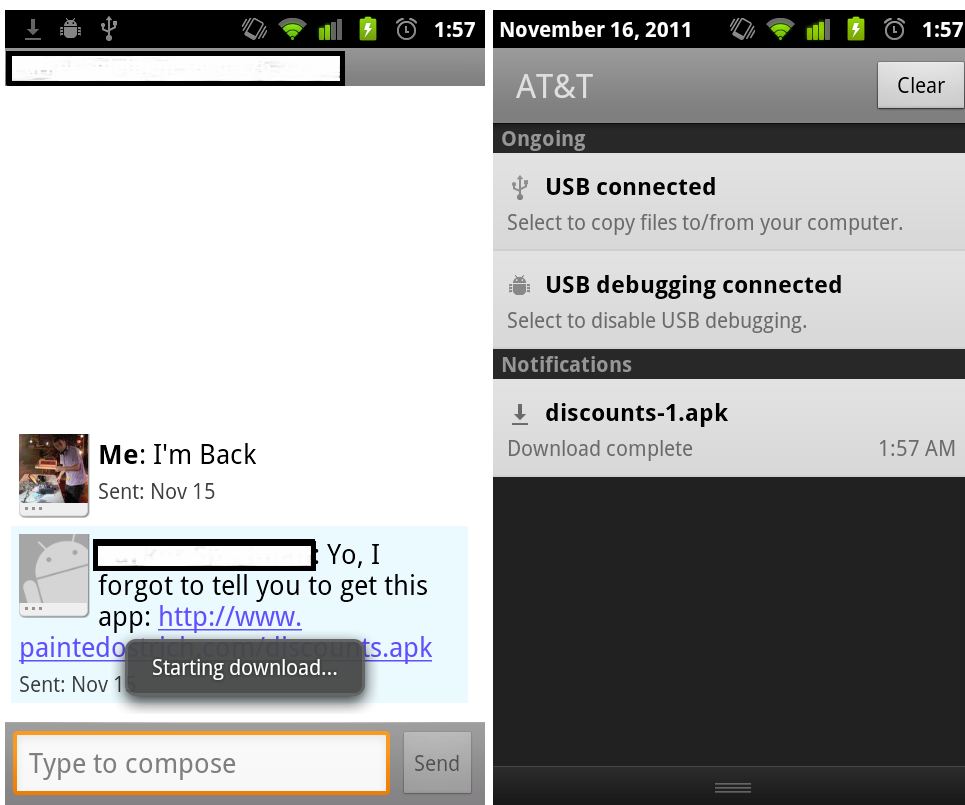 1:57
Me: I'm Back
Sent: Nov 15
: Yo, I
forgot to tell you to get this
app: http://www.
paintedostrich.com/discounts.apk
Starting download...
Sent: Nov 15
Type to compose
Send
November 16, 2011 1:57
AT&T
Clear
Ongoing
USB connected
Select to copy files to/from your computer.
USB debugging connected
Select to disable USB debugging.
Notifications
discounts-1.apk
Download complete 1:57 AM